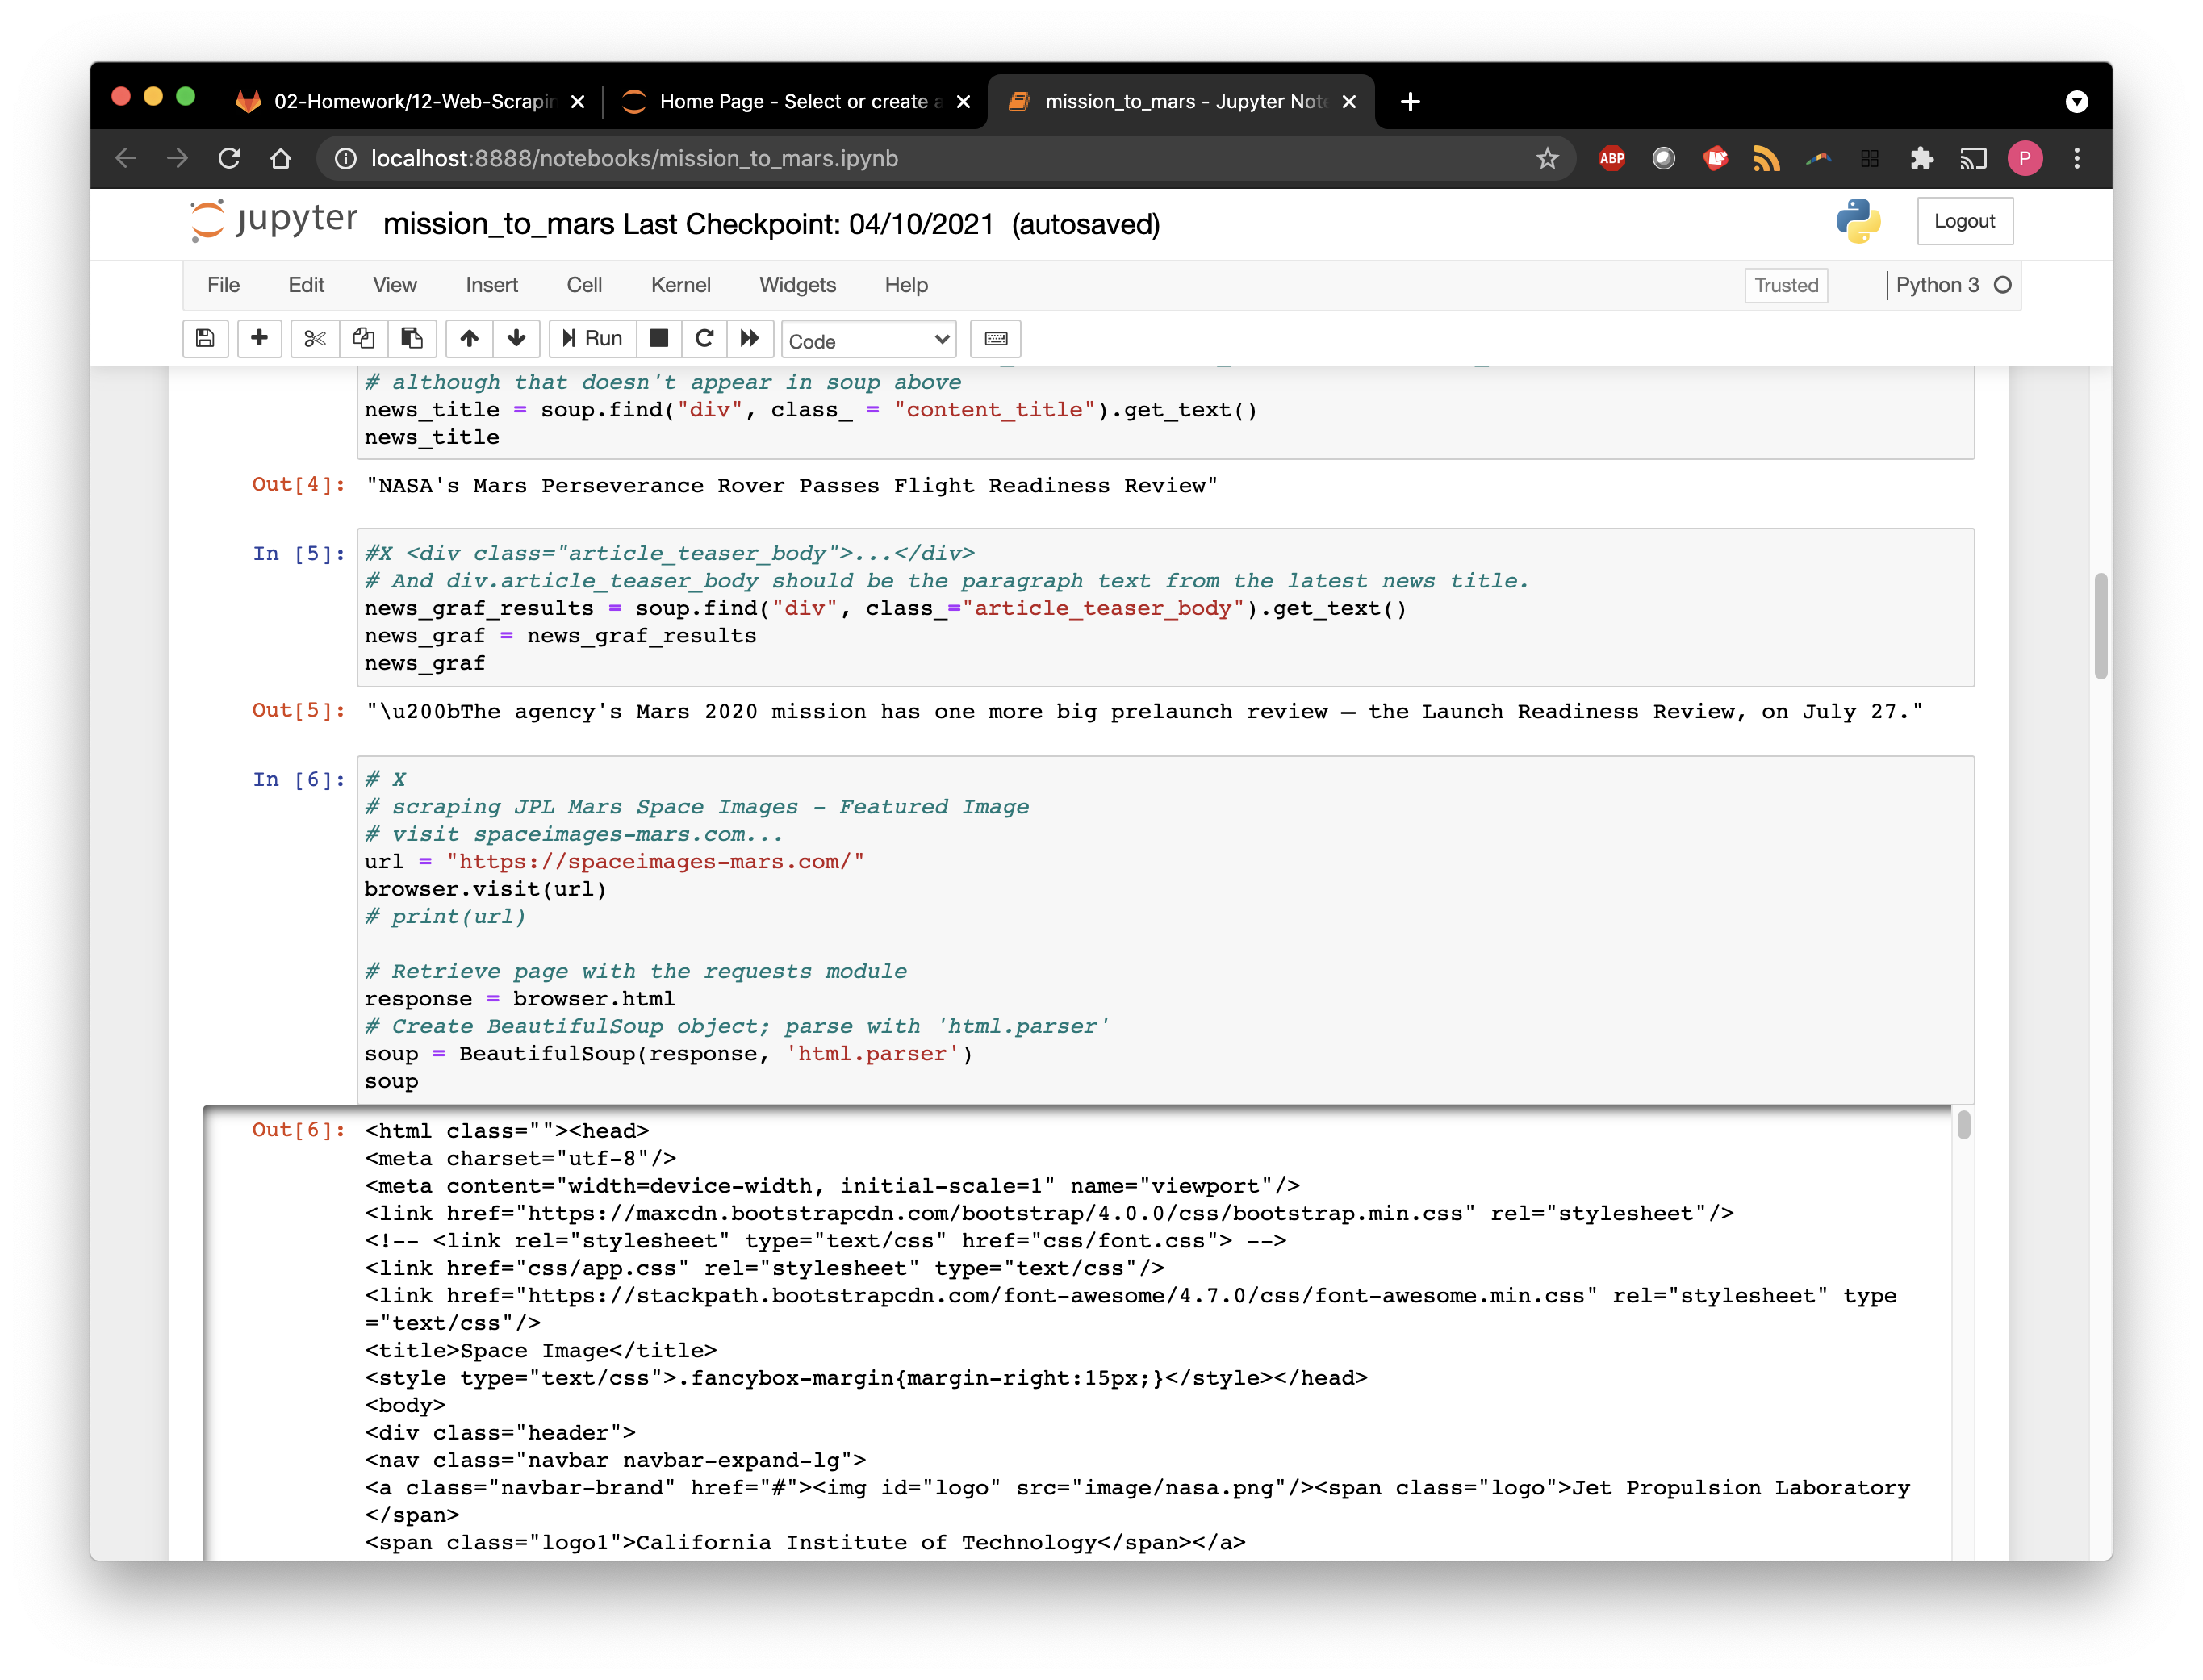 02-Homework/12-Web-Scrapin
Home Page - Select or create a
mission_to_mars - Jupyter Note
localhost:8888/notebooks/mission_to_mars.ipynb
ABP
P
jupyter mission_to_mars Last Checkpoint: 04/10/2021 (autosaved)
Logout
File Edit View Insert Cell Kernel Widgets Help
Trusted
Python 3
Run
Code
# although that doesn't appear in soup above
news_title = soup.find("div", class_ = "content_title").get_text()
news_title
Out[4]: "NASA's Mars Perseverance Rover Passes Flight Readiness Review"
In [5]: #X <div class="article_teaser_body">...</div>
# And div.article_teaser_body should be the paragraph text from the latest news title.
news_graf_results = soup.find("div", class_="article_teaser_body").get_text()
news_graf = news_graf_results
news_graf
Out[5]: "\u200bThe agency's Mars 2020 mission has one more big prelaunch review — the Launch Readiness Review, on July 27."
In [6]: # X
# scraping JPL Mars Space Images - Featured Image
# visit spaceimages-mars.com...
url = "https://spaceimages-mars.com/"
browser.visit(url)
# print(url)
# Retrieve page with the requests module
response = browser.html
# Create BeautifulSoup object; parse with 'html.parser'
soup = BeautifulSoup(response, 'html.parser')
soup
Out[6]: <html class=""><head>
<meta charset="utf-8"/>
<meta content="width=device-width, initial-scale=1" name="viewport"/>
<link href="https://maxcdn.bootstrapcdn.com/bootstrap/4.0.0/css/bootstrap.min.css" rel="stylesheet"/>
<!-- <link rel="stylesheet" type="text/css" href="css/font.css"> -->
<link href="css/app.css" rel="stylesheet" type="text/css"/>
<link href="https://stackpath.bootstrapcdn.com/font-awesome/4.7.0/css/font-awesome.min.css" rel="stylesheet" type
="text/css"/>
<title>Space Image</title>
<style type="text/css">.fancybox-margin{margin-right:15px;}</style></head>
<body>
<div class="header">
<nav class="navbar navbar-expand-lg">
<a class="navbar-brand" href="#"><img id="logo" src="image/nasa.png"/><span class="logo">Jet Propulsion Laboratory
</span>
<span class="logo1">California Institute of Technology</span></a>